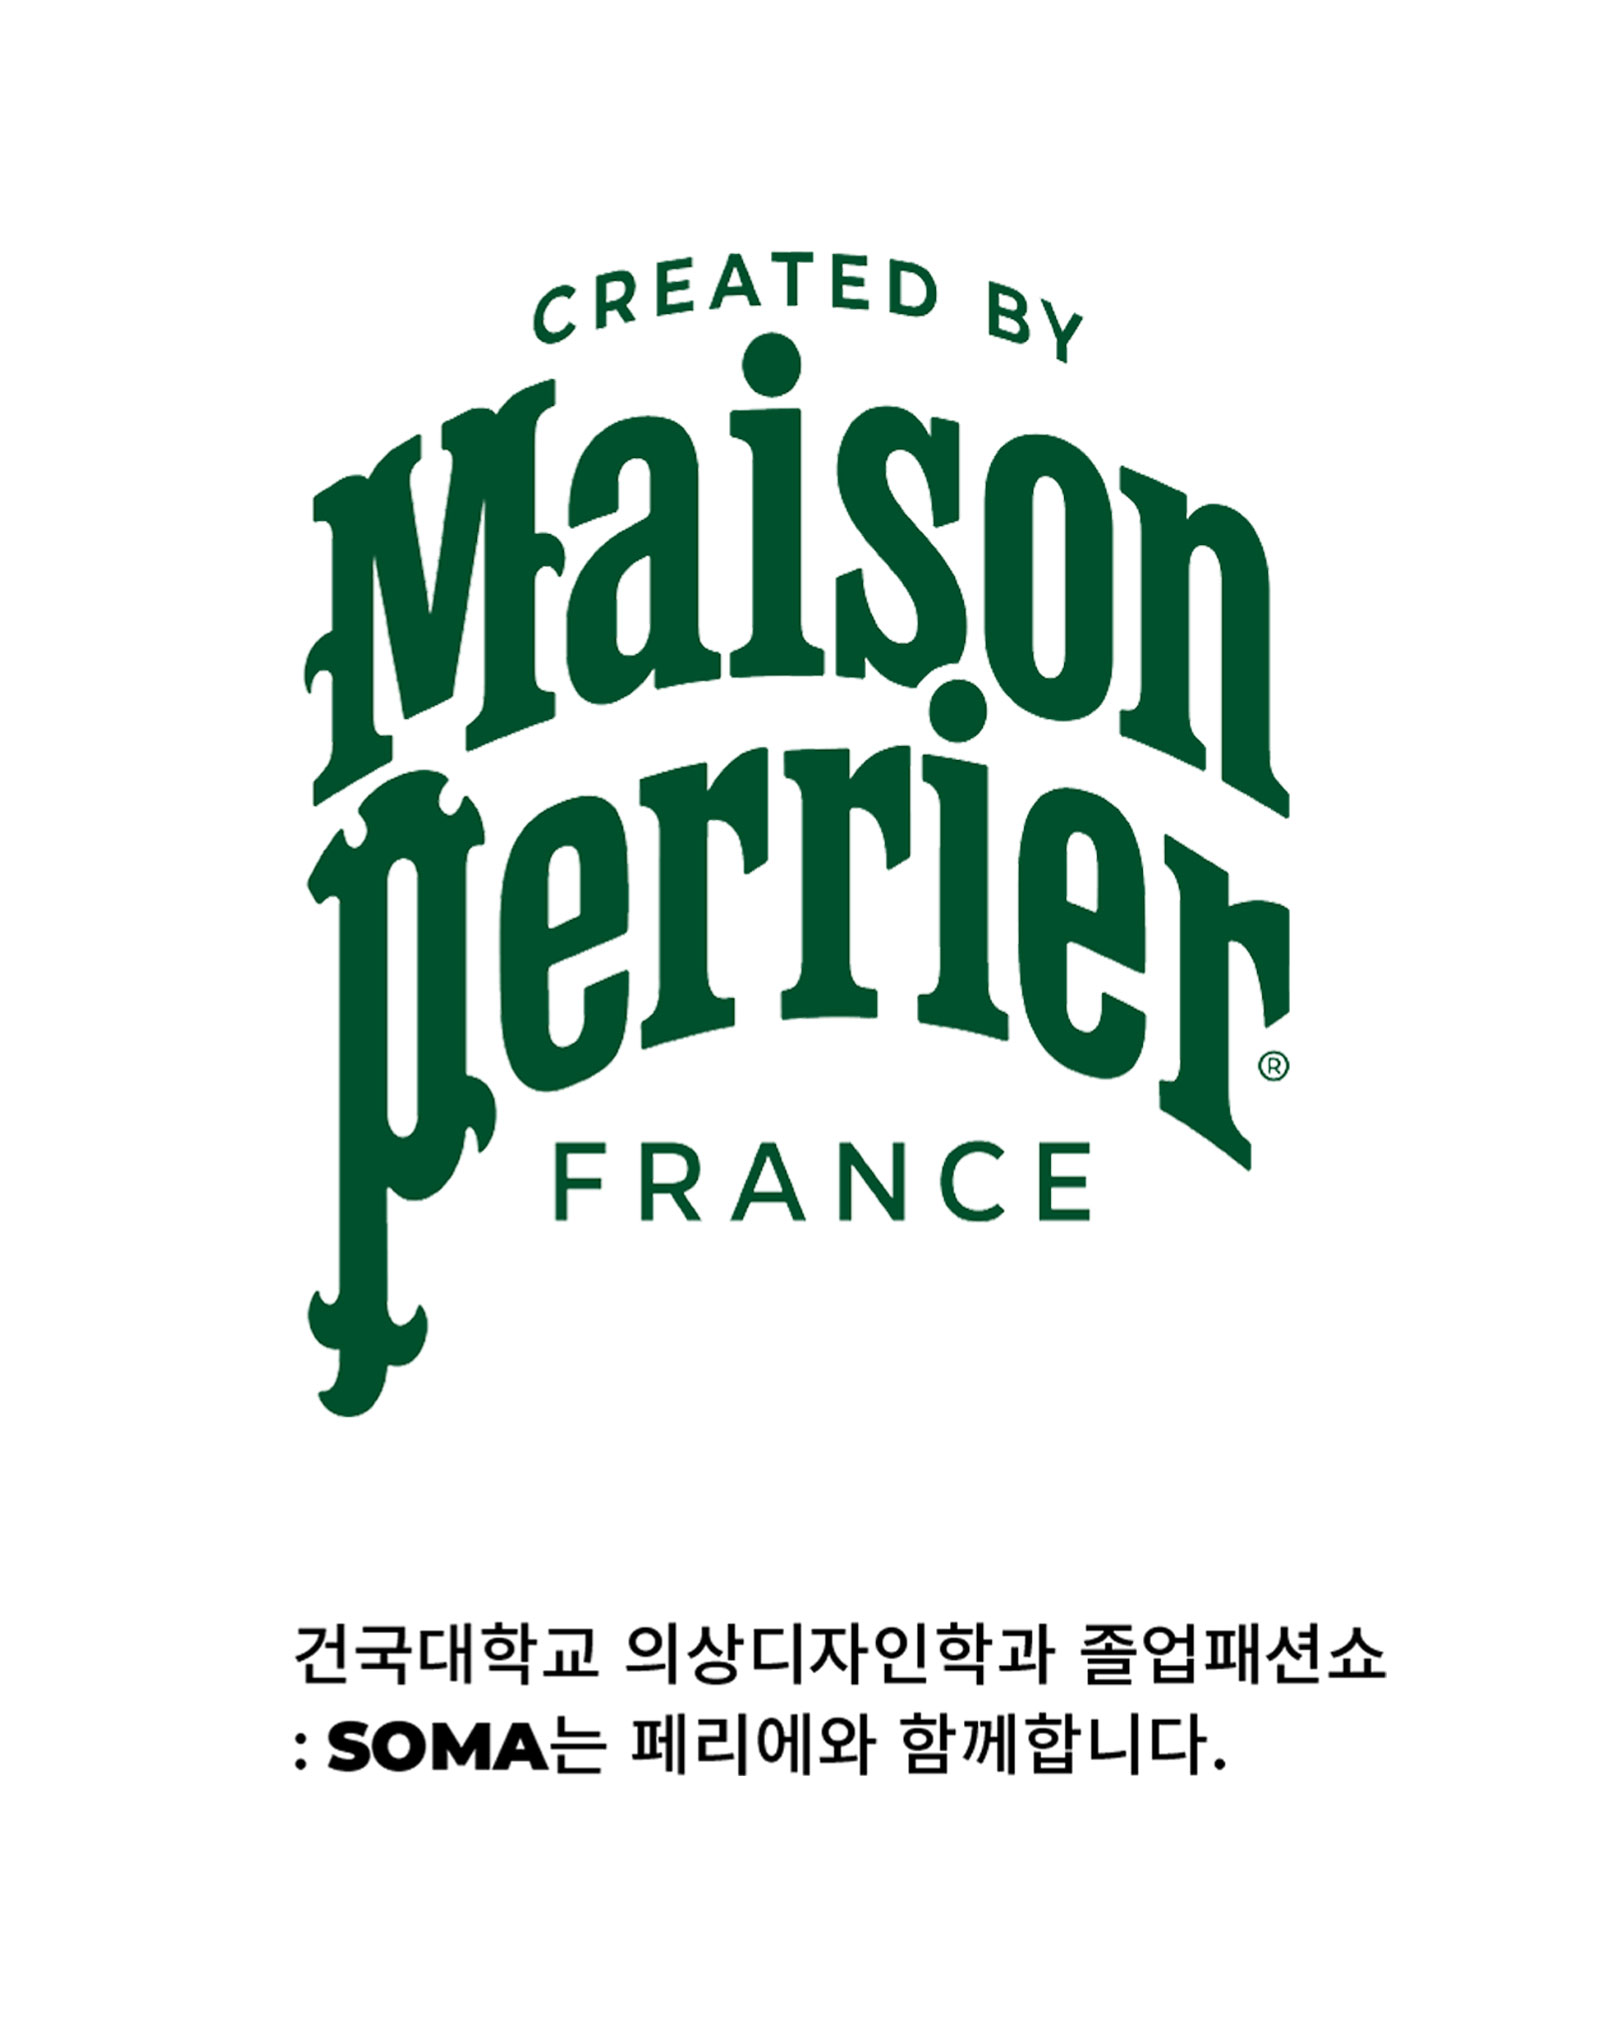 CREATED BY
Maison
Perrier
®
FRANCE
건국대학교 의상디자인학과 졸업패션쇼
: SOMA는 페리에와 함께합니다.